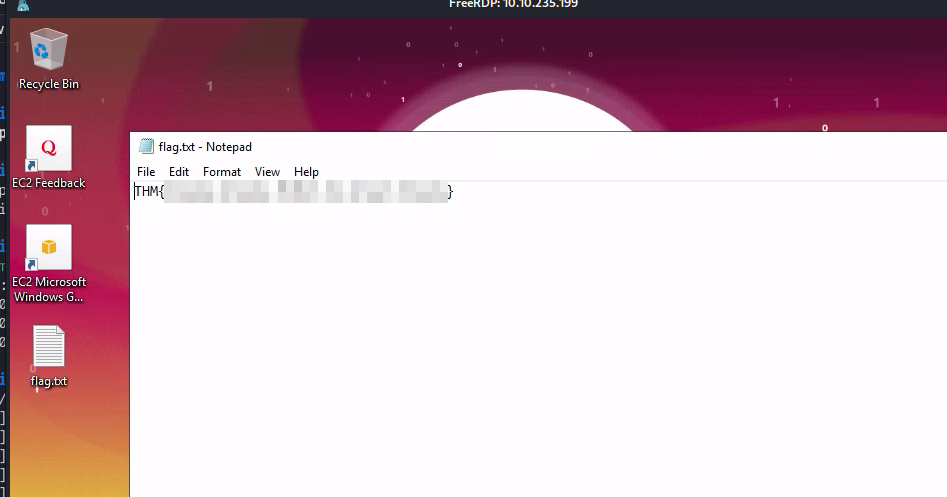 FreeRDP: 10.10.235.199
Recycle Bin
flag.txt - Notepad
File Edit Format View Help
THM{
}
EC2 Feedback
EC2 Microsoft
Windows G...
flag.txt